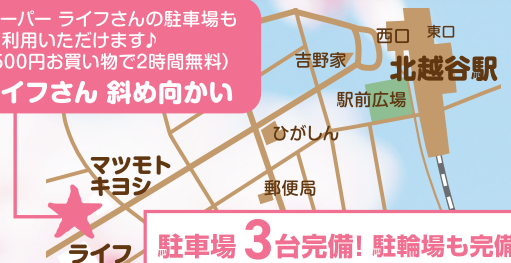 ーパー ライフさんの駐車場も
利用いただけます♪
500円お買い物で2時間無料）
イフさん 斜め向かい
西口 東口
吉野家
北越谷駅
駅前広場
ひがしん
マツモト
キヨシ
郵便局
ライフ
駐車場 3台完備! 駐輪場も完備